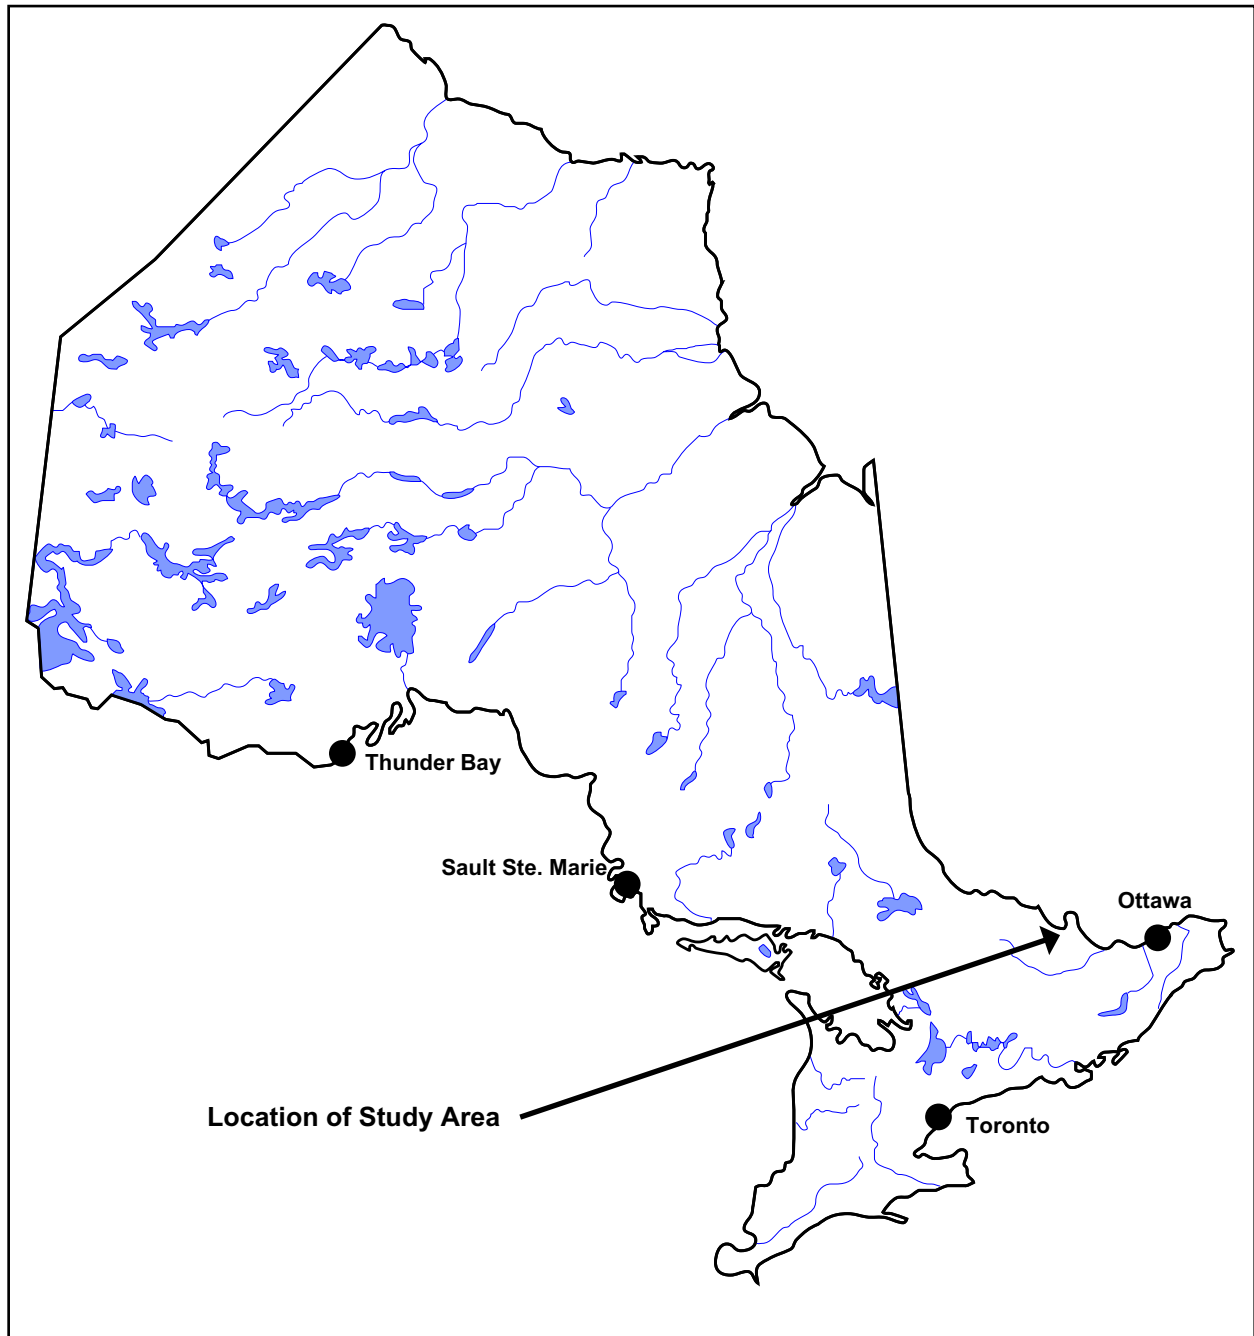 Thunder Bay
Sault Ste. Marie
Ottawa
Location of Study Area
Toronto